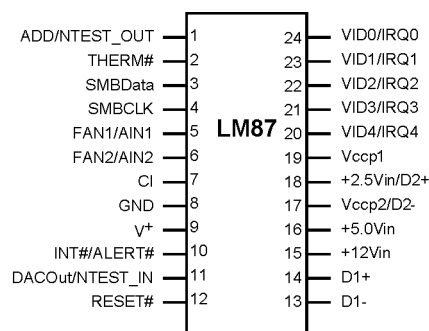 ADD/NTEST_OUT 1 24 VID0/IRQ0
THERM# 2 23 VID1/IRQ1
SMBData 3 22 VID2/IRQ2
SMBCLK 4 21 VID3/IRQ3
FAN1/AIN1 5 LM87 20 VID4/IRQ4
FAN2/AIN2 6 19 Vccp1
CI 7 18 +2.5Vin/D2+
GND 8 17 Vccp2/D2-
V+ 9 16 +5.0Vin
INT#/ALERT# 10 15 +12Vin
DACOut/NTEST_IN 11 14 D1+
RESET# 12 13 D1-